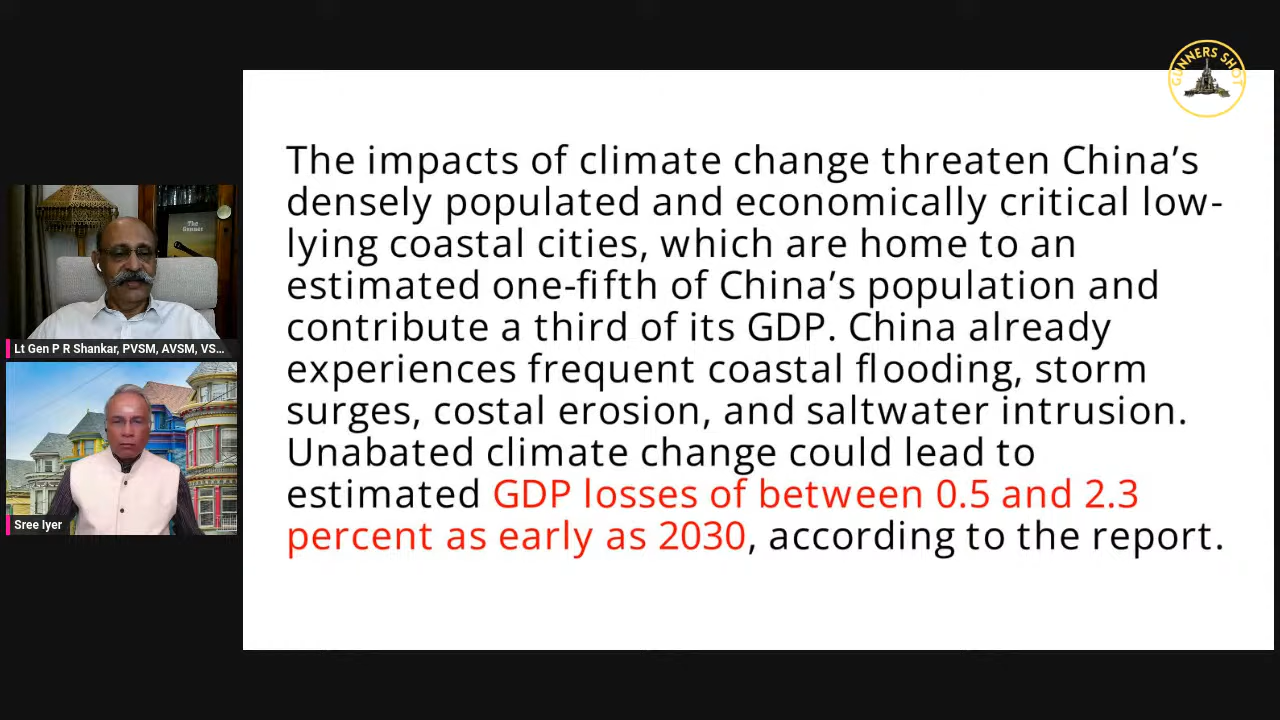 GUNNERS SHOT
The impacts of climate change threaten China's
densely populated and economically critical low-
lying coastal cities, which are home to an
estimated one-fifth of China's population and
contribute a third of its GDP. China already
experiences frequent coastal flooding, storm
surges, costal erosion, and saltwater intrusion.
Unabated climate change could lead to
estimated GDP losses of between 0.5 and 2.3
percent as early as 2030, according to the report.
The
Gunner
Lt Gen P R Shankar, PVSM, AVSM, VS...
Sree Iyer